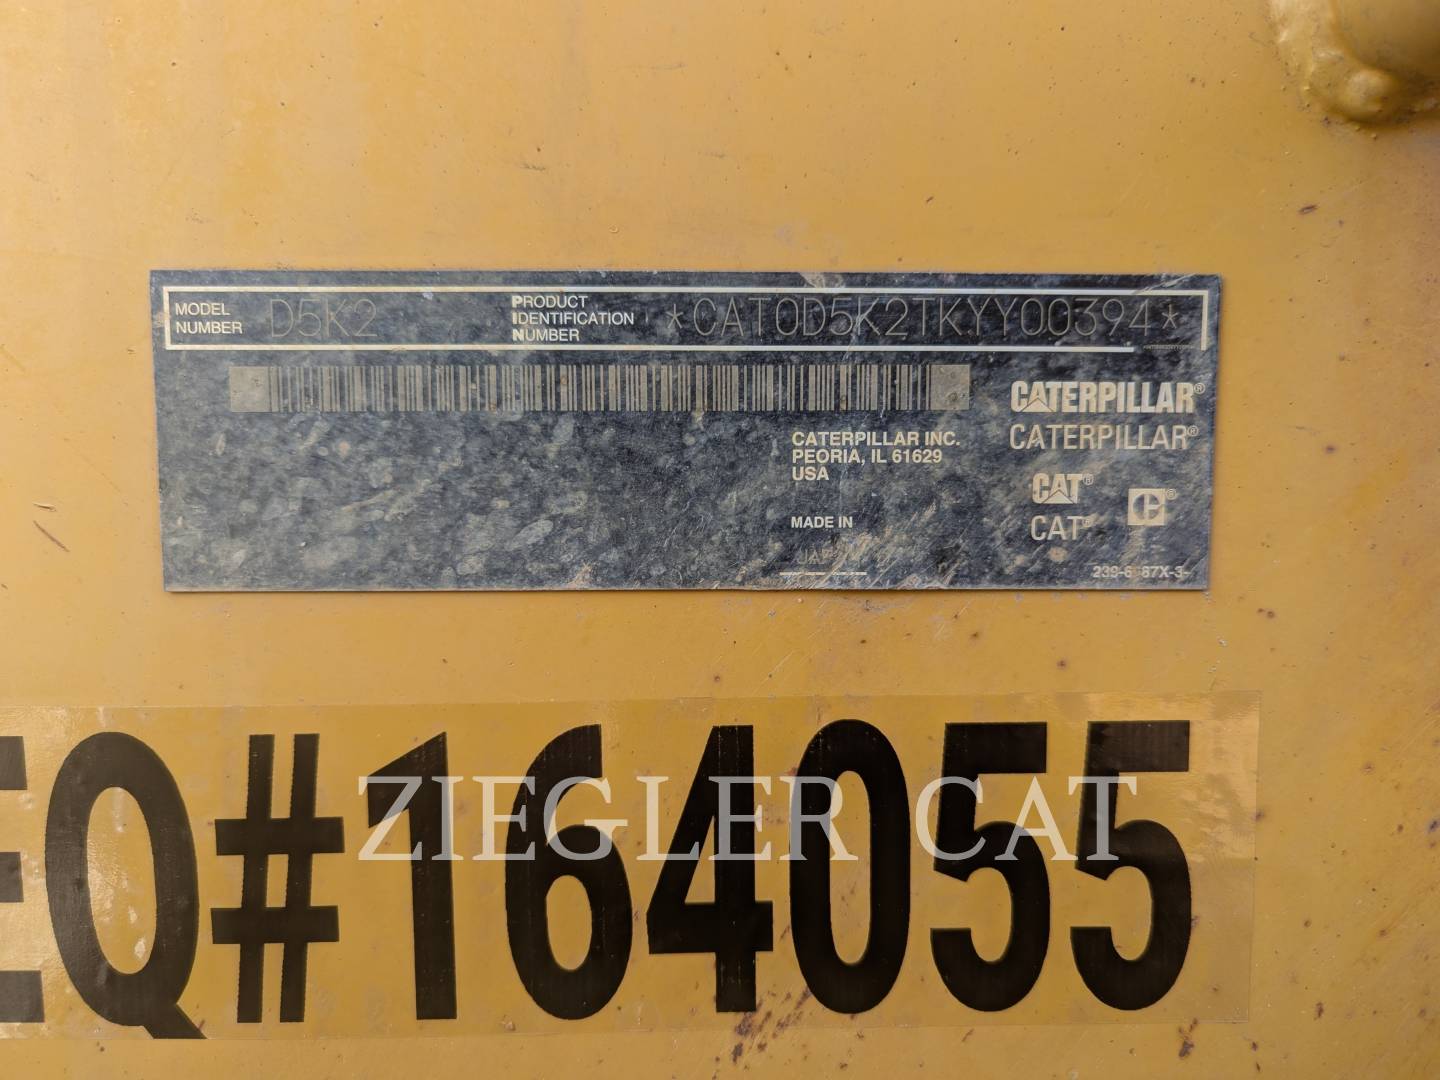 MODEL NUMBER D5K2 PRODUCT IDENTIFICATION NUMBER *CAT0D5K2TKYY00394*
CATERPILLAR®
CATERPILLAR®
CATERPILLAR INC.
PEORIA, IL 61629
USA
CAT®
CAT®
MADE IN
EQ#164055
ZIEGLER CAT